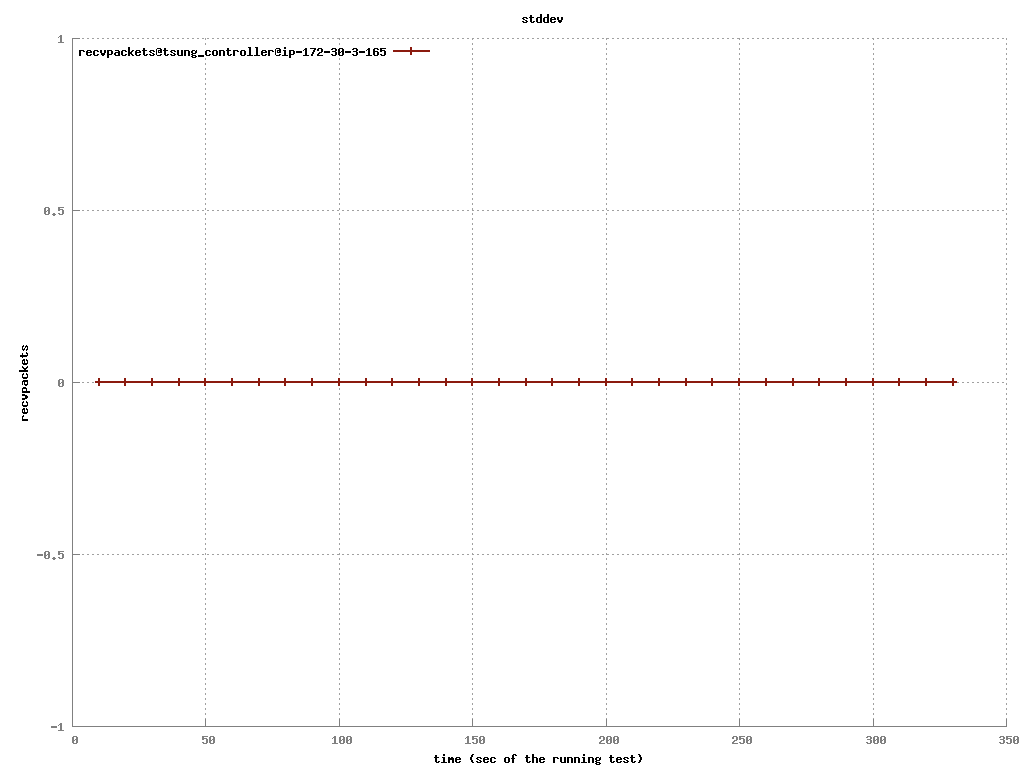 stddev
recvpackets@tsung_controller@ip-172-30-3-165
recvpackets
1
0.5
0
-0.5
-1
0 50 100 150 200 250 300 350
time (sec of the running test)